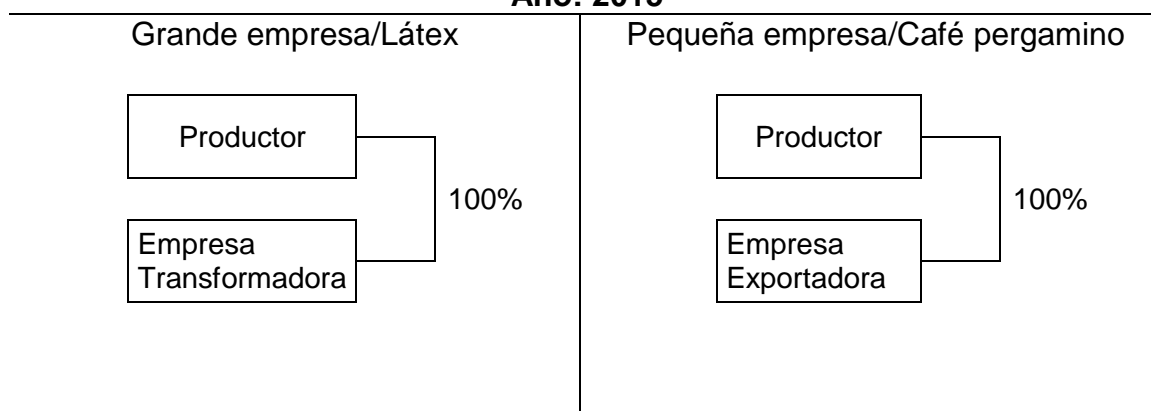 Grande empresa/Látex
Productor
100%
Empresa
Transformadora
Pequeña empresa/Café pergamino
Productor
100%
Empresa
Exportadora